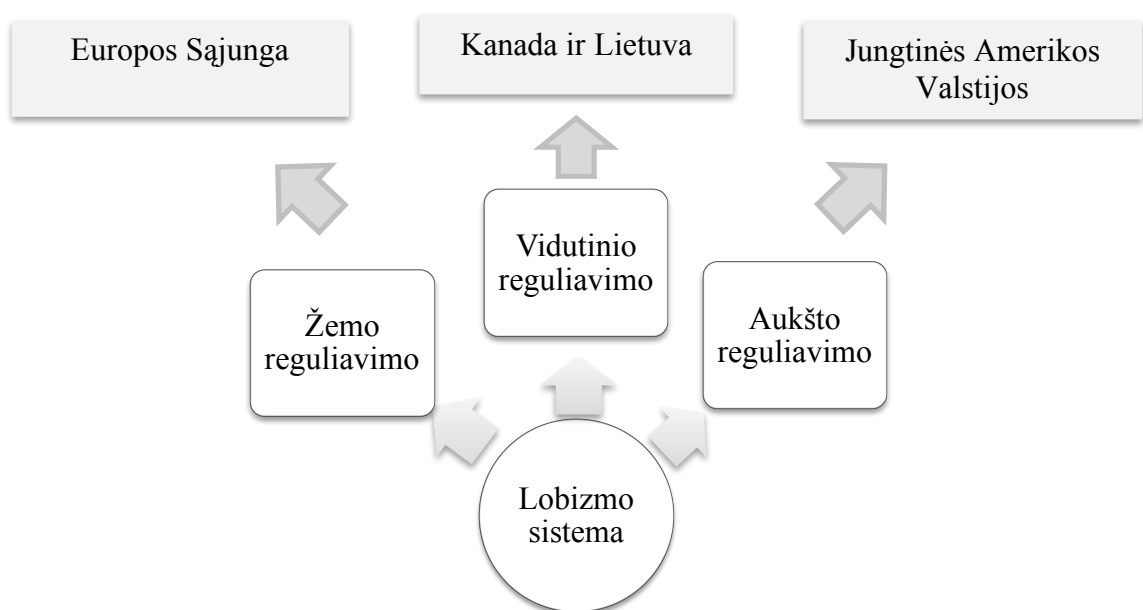 Europos Sąjunga
Kanada ir Lietuva
Jungtinės Amerikos
Valstijos
Vidutinio
reguliavimo
Žemo
reguliavimo
Aukšto
reguliavimo
Lobizmo
sistema